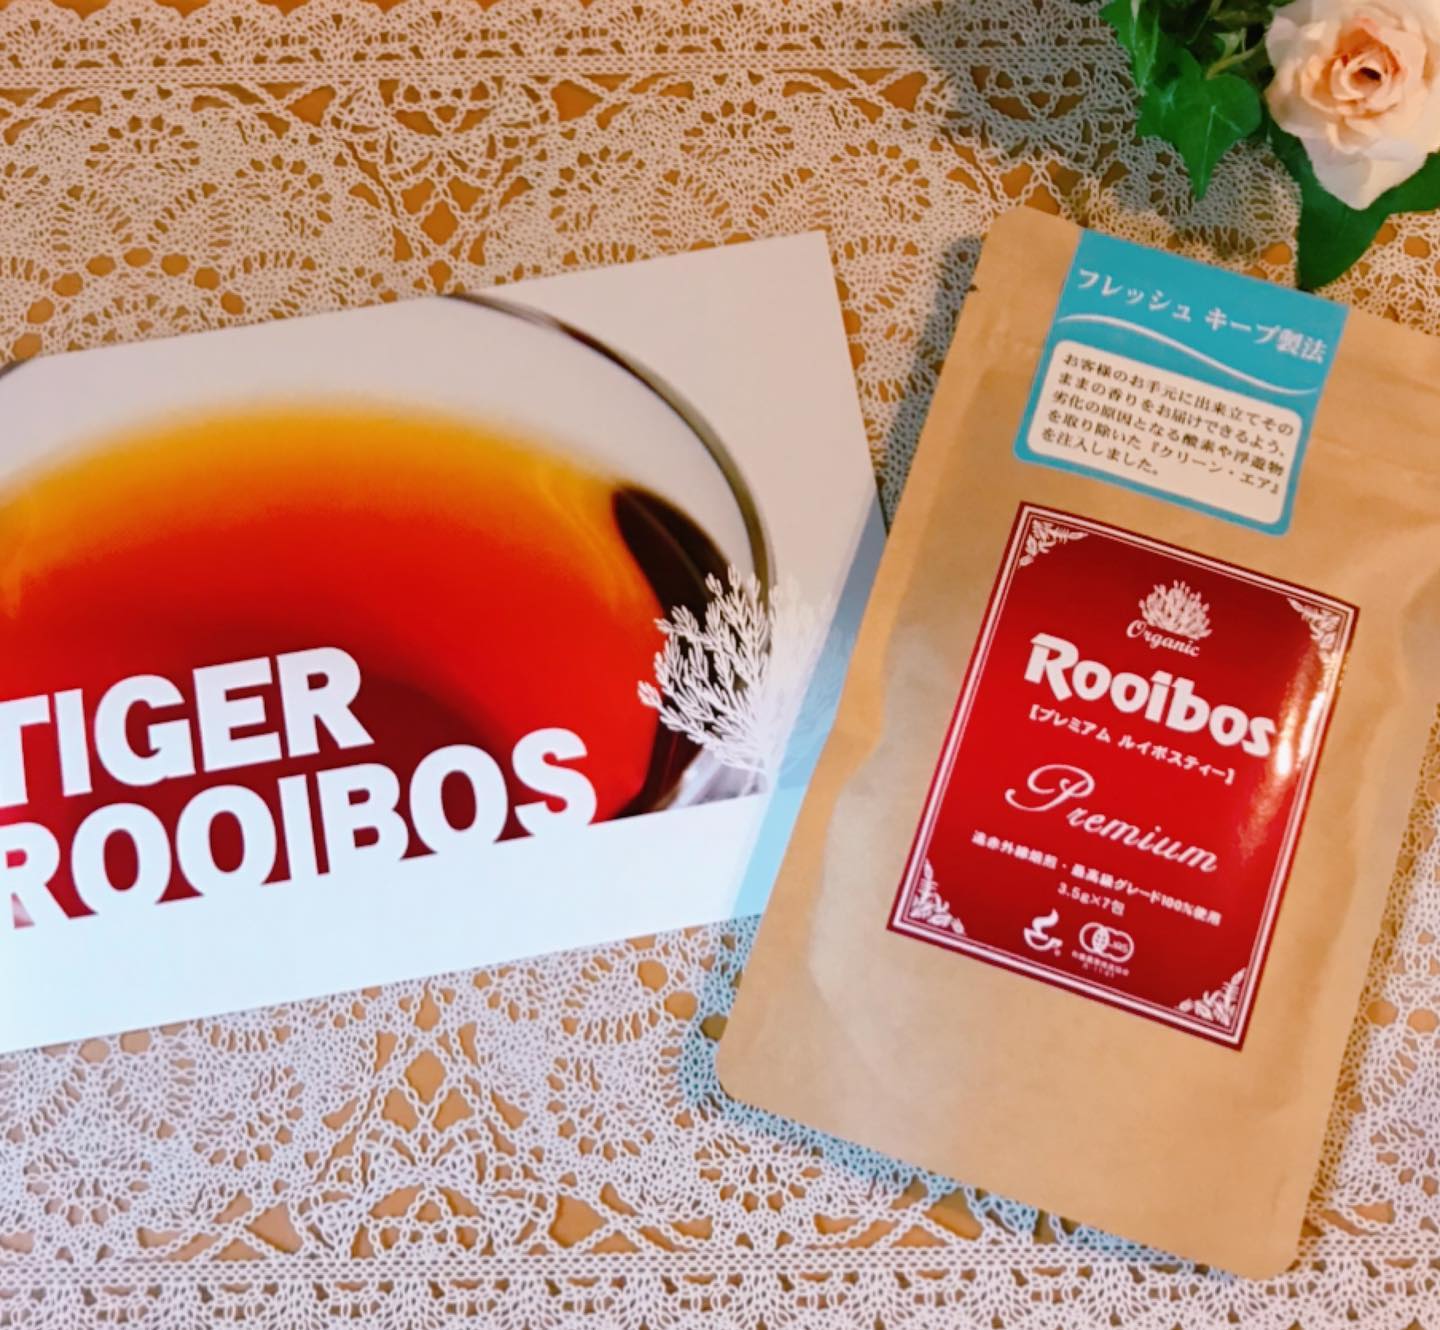 TIGER
ROOIBOS
フレッシュ キープ製法
お客様のお手元に出来立てその
ままの香りをお届けできるよう、
劣化の原因となる酸素や浮遊物
を取り除いた『クリーン・エア』
を注入しました。
Organic
Rooibos
【プレミアム ルイボスティー】
Premium
遠赤外線焙煎・最高級グレード100%使用
3.5g×7包
JAS